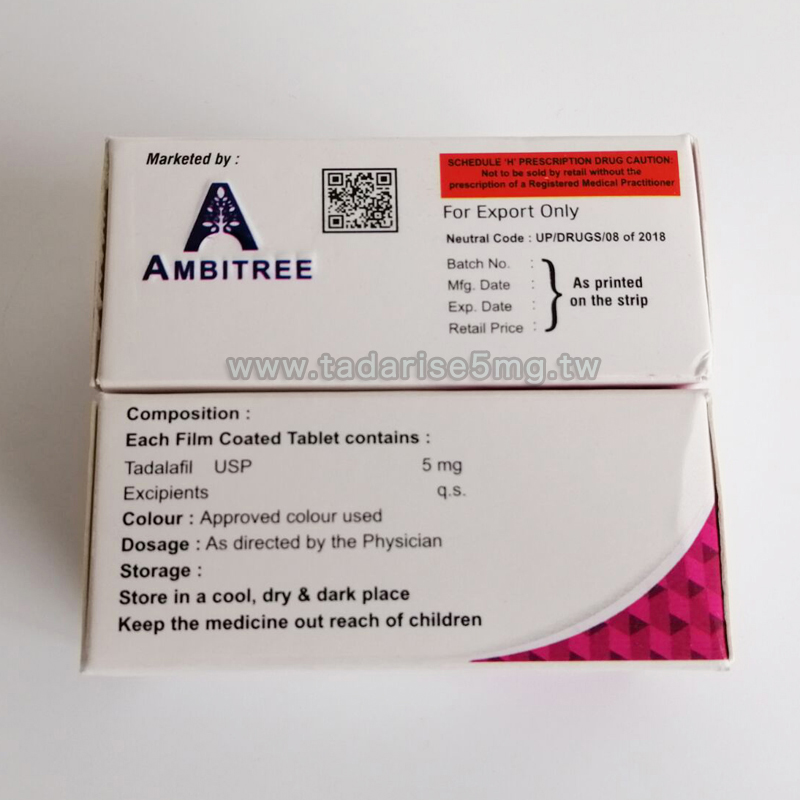 Marketed by :
AMBITREE
SCHEDULE 'H' PRESCRIPTION DRUG CAUTION:
Not to be sold by retail without the
prescription of a Registered Medical Practitioner
For Export Only
Neutral Code : UP/DRUGS/08 of 2018
Batch No. :
Mfg. Date :
Exp. Date :
Retail Price :
As printed
on the strip
www.tadarise5mg.tw
Composition :
Each Film Coated Tablet contains :
Tadalafil USP 5 mg
Excipients q.s.
Colour : Approved colour used
Dosage : As directed by the Physician
Storage :
Store in a cool, dry & dark place
Keep the medicine out reach of children